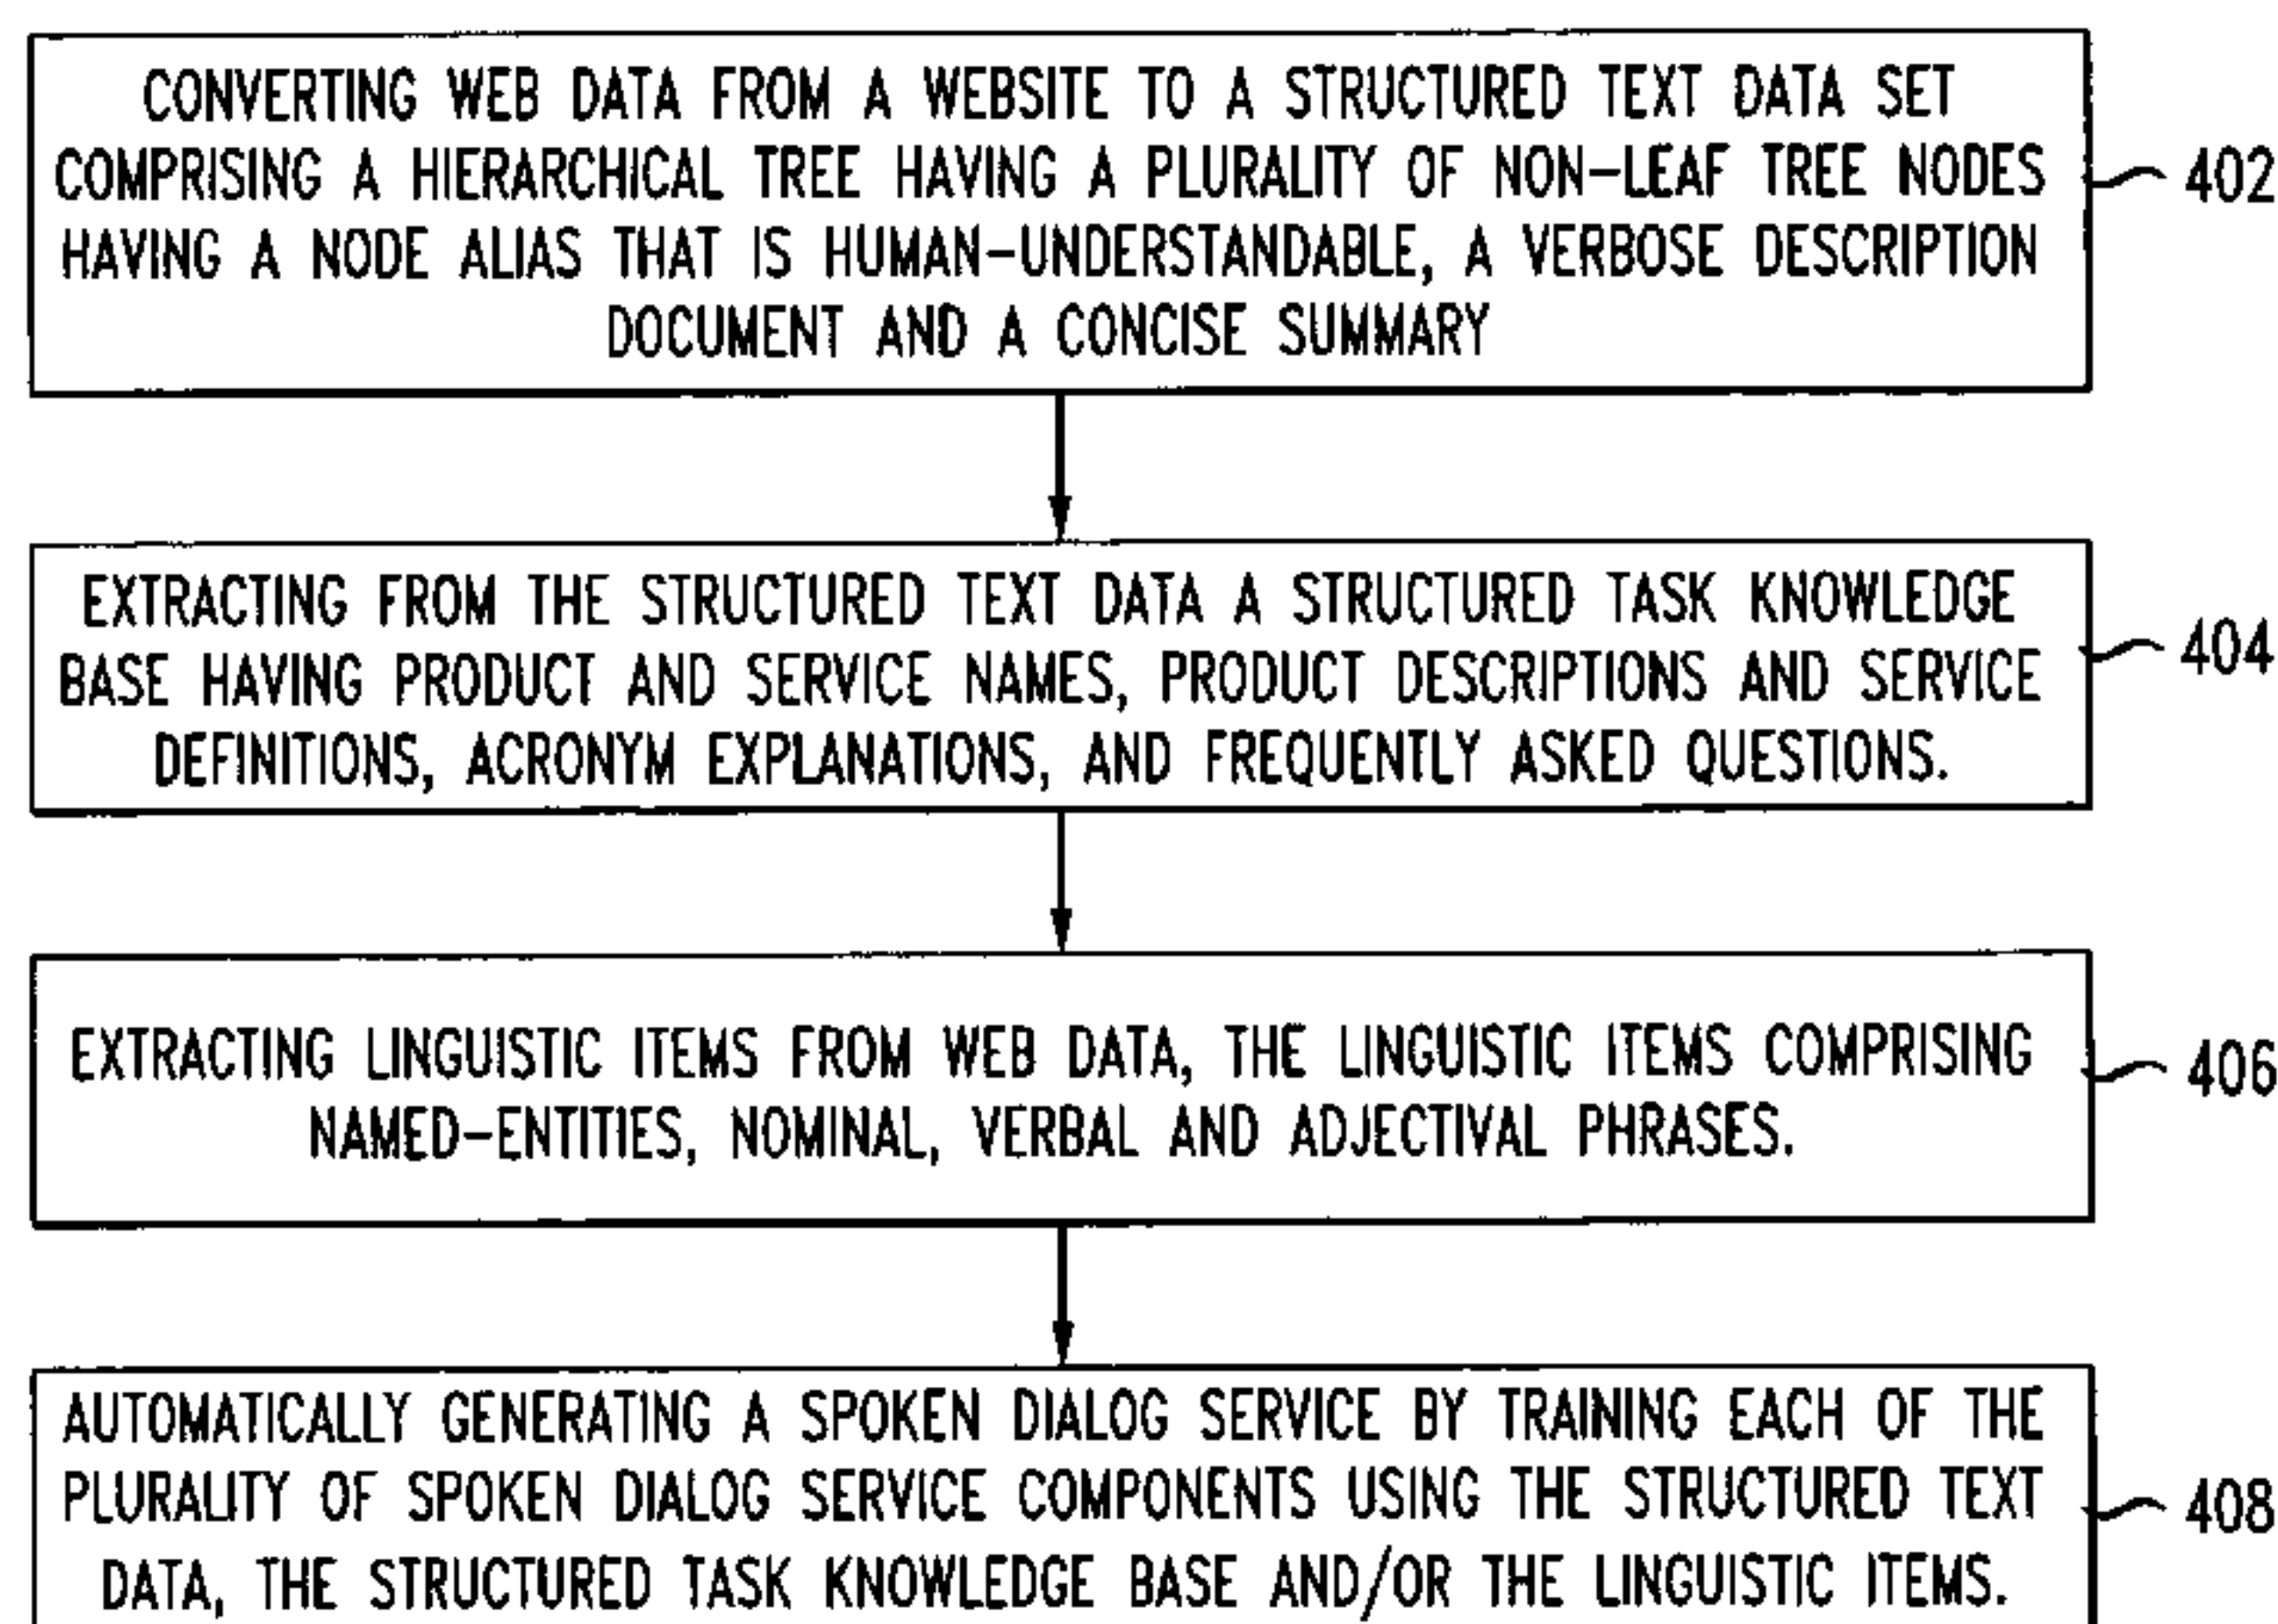 CONVERTING WEB DATA FROM A WEBSITE TO A STRUCTURED TEXT DATA SET
COMPRISING A HIERARCHICAL TREE HAVING A PLURALITY OF NON-LEAF TREE NODES
HAVING A NODE ALIAS THAT IS HUMAN-UNDERSTANDABLE, A VERBOSE DESCRIPTION
DOCUMENT AND A CONCISE SUMMARY
402
EXTRACTING FROM THE STRUCTURED TEXT DATA A STRUCTURED TASK KNOWLEDGE
BASE HAVING PRODUCT AND SERVICE NAMES, PRODUCT DESCRIPTIONS AND SERVICE
DEFINITIONS, ACRONYM EXPLANATIONS, AND FREQUENTLY ASKED QUESTIONS.
404
EXTRACTING LINGUISTIC ITEMS FROM WEB DATA, THE LINGUISTIC ITEMS COMPRISING
NAMED-ENTITIES, NOMINAL, VERBAL AND ADJECTIVAL PHRASES.
406
AUTOMATICALLY GENERATING A SPOKEN DIALOG SERVICE BY TRAINING EACH OF THE
PLURALITY OF SPOKEN DIALOG SERVICE COMPONENTS USING THE STRUCTURED TEXT
DATA, THE STRUCTURED TASK KNOWLEDGE BASE AND/OR THE LINGUISTIC ITEMS.
408